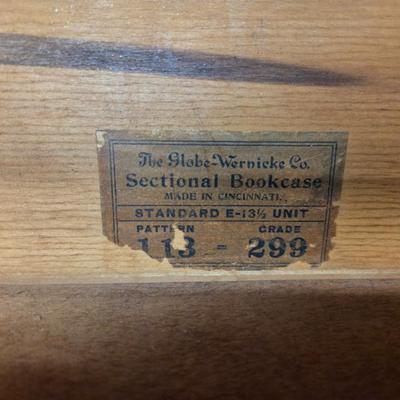 The Globe-Wernicke Co.
Sectional Bookcase
MADE IN CINCINNATI.
STANDARD E-13½ UNIT
PATTERN GRADE
113 - 299